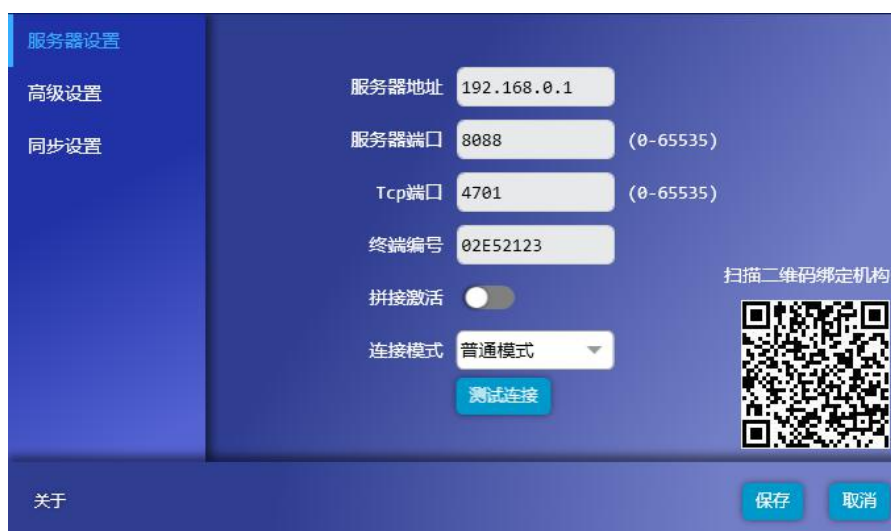 服务器设置
高级设置
同步设置
服务器地址 192.168.0.1
服务器端口 8088 (0-65535)
Tcp端口 4701 (0-65535)
终端编号 02E52123
拼接激活
连接模式 普通模式
测试连接
扫描二维码绑定机构
关于
保存 取消